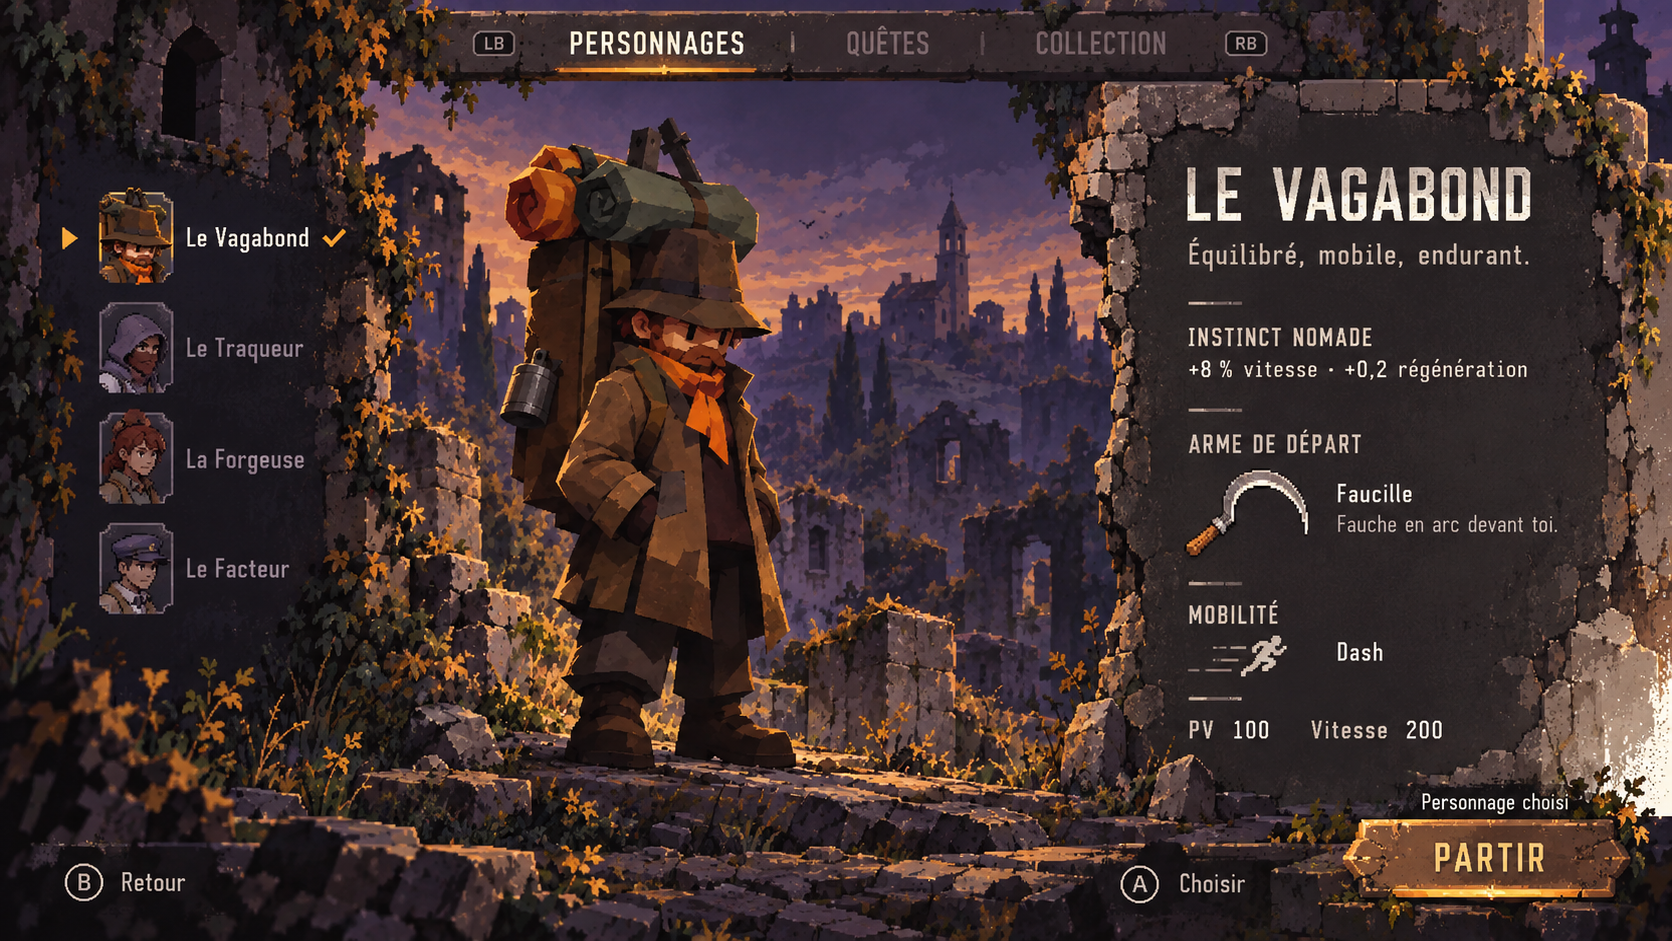 LB PERSONNAGES QUÊTES COLLECTION RB
Le Vagabond
Le Traqueur
La Forgeuse
Le Facteur
LE VAGABOND
Équilibré, mobile, endurant.
INSTINCT NOMADE
+8 % vitesse · +0,2 régénération
ARME DE DÉPART
Faucille
Fauche en arc devant toi.
MOBILITÉ
Dash
PV 100 Vitesse 200
Personnage choisi
PARTIR
B Retour
A Choisir